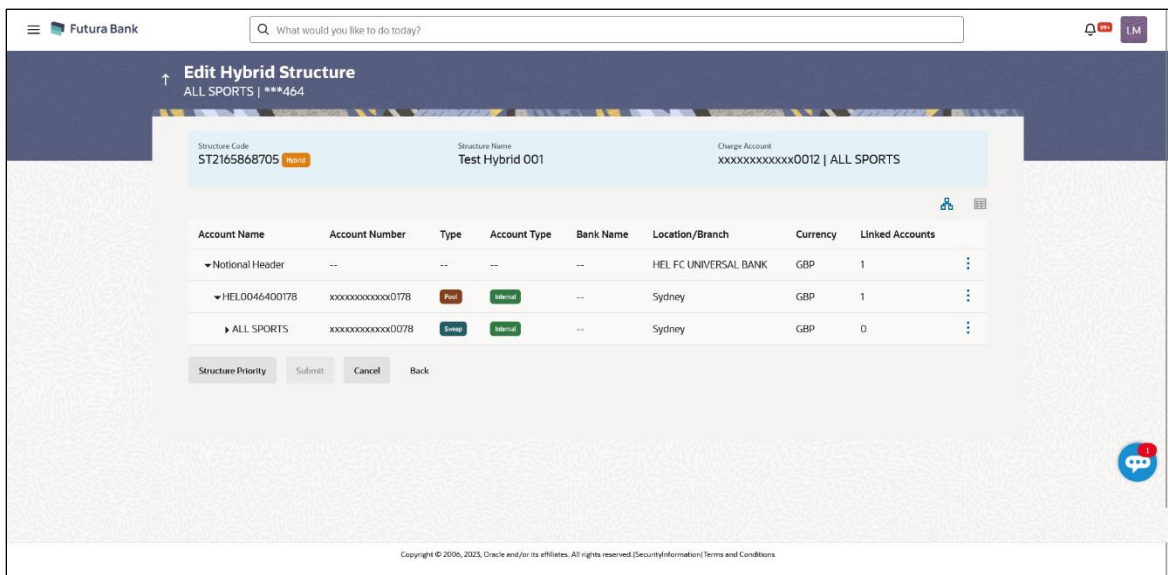 Futura Bank
What would you like to do today?
99+
LM
Edit Hybrid Structure
ALL SPORTS | ***464
Structure Code
ST2165868705 Hybrid
Structure Name
Test Hybrid 001
Charge Account
xxxxxxxxxxxx0012 | ALL SPORTS
Account Name Account Number Type Account Type Bank Name Location/Branch Currency Linked Accounts
Notional Header -- -- -- -- HEL FC UNIVERSAL BANK GBP 1
HEL0046400178 xxxxxxxxxxxx0178 Pool Internal -- Sydney GBP 1
ALL SPORTS xxxxxxxxxxxx0078 Sweep Internal -- Sydney GBP 0
Structure Priority Submit Cancel Back
1
Copyright © 2006, 2023, Oracle and/or its affiliates. All rights reserved.|SecurityInformation|Terms and Conditions